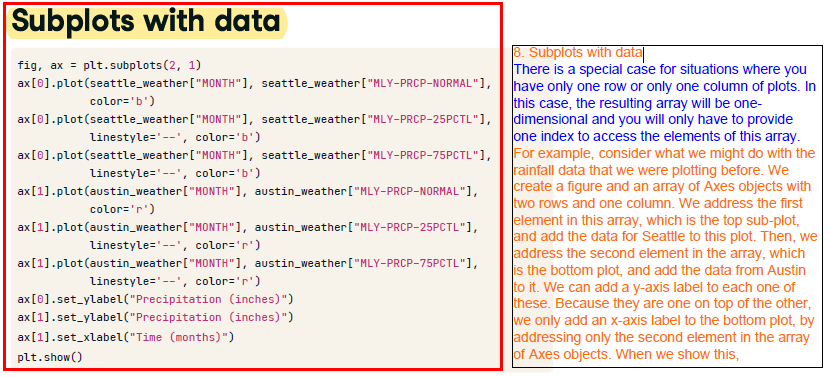 Subplots with data
fig, ax = plt.subplots(2, 1)
ax[0].plot(seattle_weather["MONTH"], seattle_weather["MLY-PRCP-NORMAL"],
color='b')
ax[0].plot(seattle_weather["MONTH"], seattle_weather["MLY-PRCP-25PCTL"],
linestyle='--', color='b')
ax[0].plot(seattle_weather["MONTH"], seattle_weather["MLY-PRCP-75PCTL"],
linestyle='--', color='b')
ax[1].plot(austin_weather["MONTH"], austin_weather["MLY-PRCP-NORMAL"],
color='r')
ax[1].plot(austin_weather["MONTH"], austin_weather["MLY-PRCP-25PCTL"],
linestyle='--', color='r')
ax[1].plot(austin_weather["MONTH"], austin_weather["MLY-PRCP-75PCTL"],
linestyle='--', color='r')
ax[0].set_ylabel("Precipitation (inches)")
ax[1].set_ylabel("Precipitation (inches)")
ax[1].set_xlabel("Time (months)")
plt.show()
8. Subplots with data
There is a special case for situations where you
have only one row or only one column of plots. In
this case, the resulting array will be one-
dimensional and you will only have to provide
one index to access the elements of this array.
For example, consider what we might do with the
rainfall data that we were plotting before. We
create a figure and an array of Axes objects with
two rows and one column. We address the first
element in this array, which is the top sub-plot,
and add the data for Seattle to this plot. Then, we
address the second element in the array, which
is the bottom plot, and add the data from Austin
to it. We can add a y-axis label to each one of
these. Because they are one on top of the other,
we only add an x-axis label to the bottom plot, by
addressing only the second element in the array
of Axes objects. When we show this,